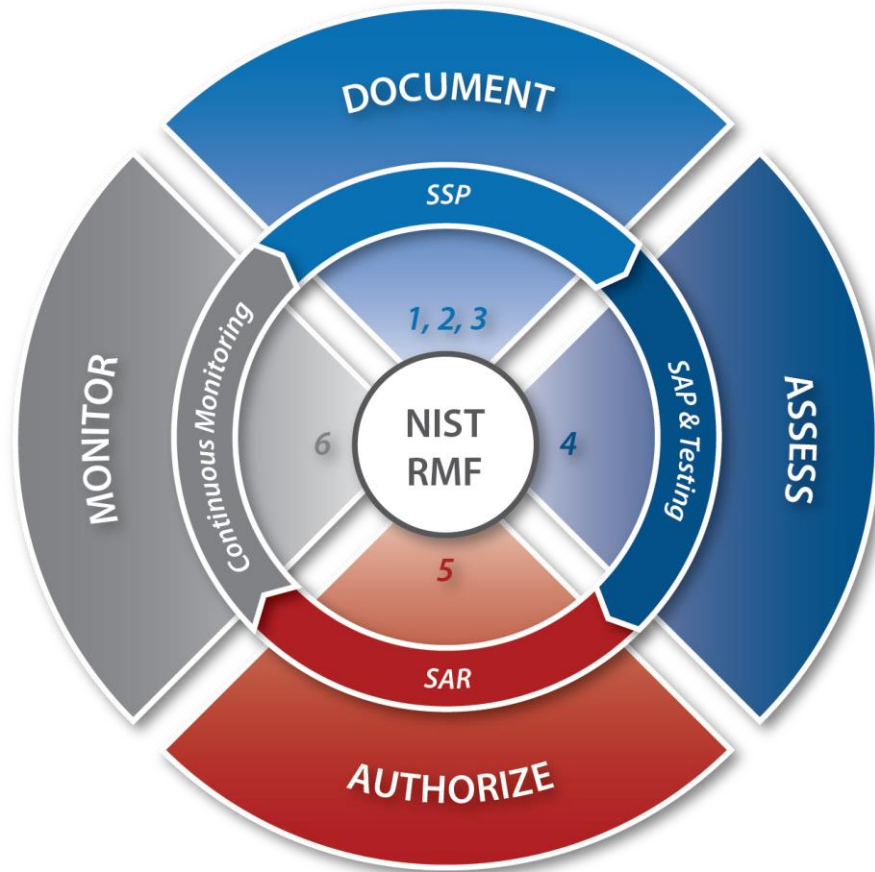 DOCUMENT
SSP
1, 2, 3
MONITOR
Continuous Monitoring
6
NIST
RMF
4
SAP & Testing
ASSESS
5
SAR
AUTHORIZE